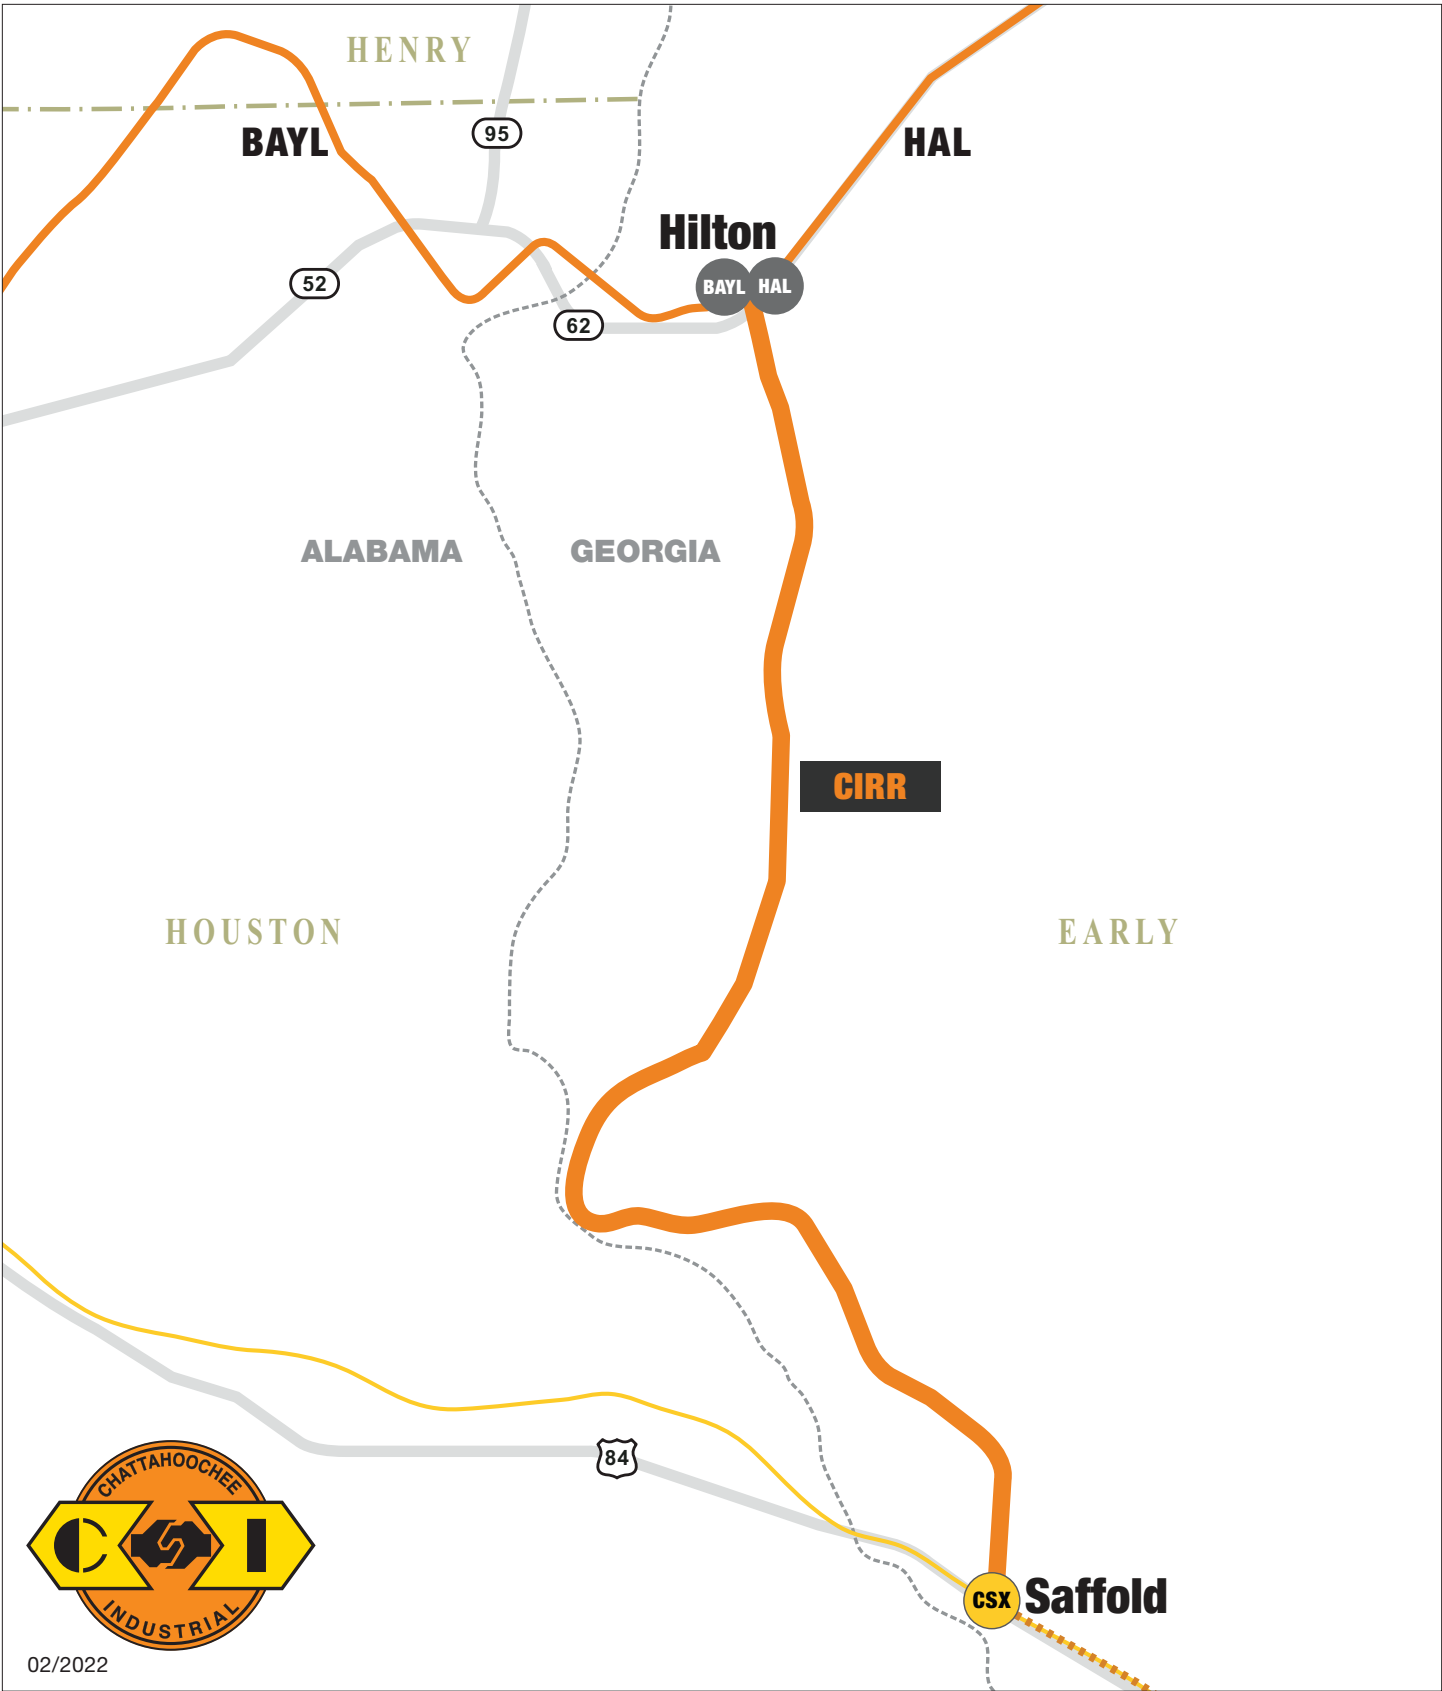 HENRY
95
BAYL
HAL
Hilton
BAYL
HAL
52
62
ALABAMA
GEORGIA
CIRR
HOUSTON
EARLY
84
CHATTAHOOCHEE
C I
INDUSTRIAL
CSX
Saffold
02/2022